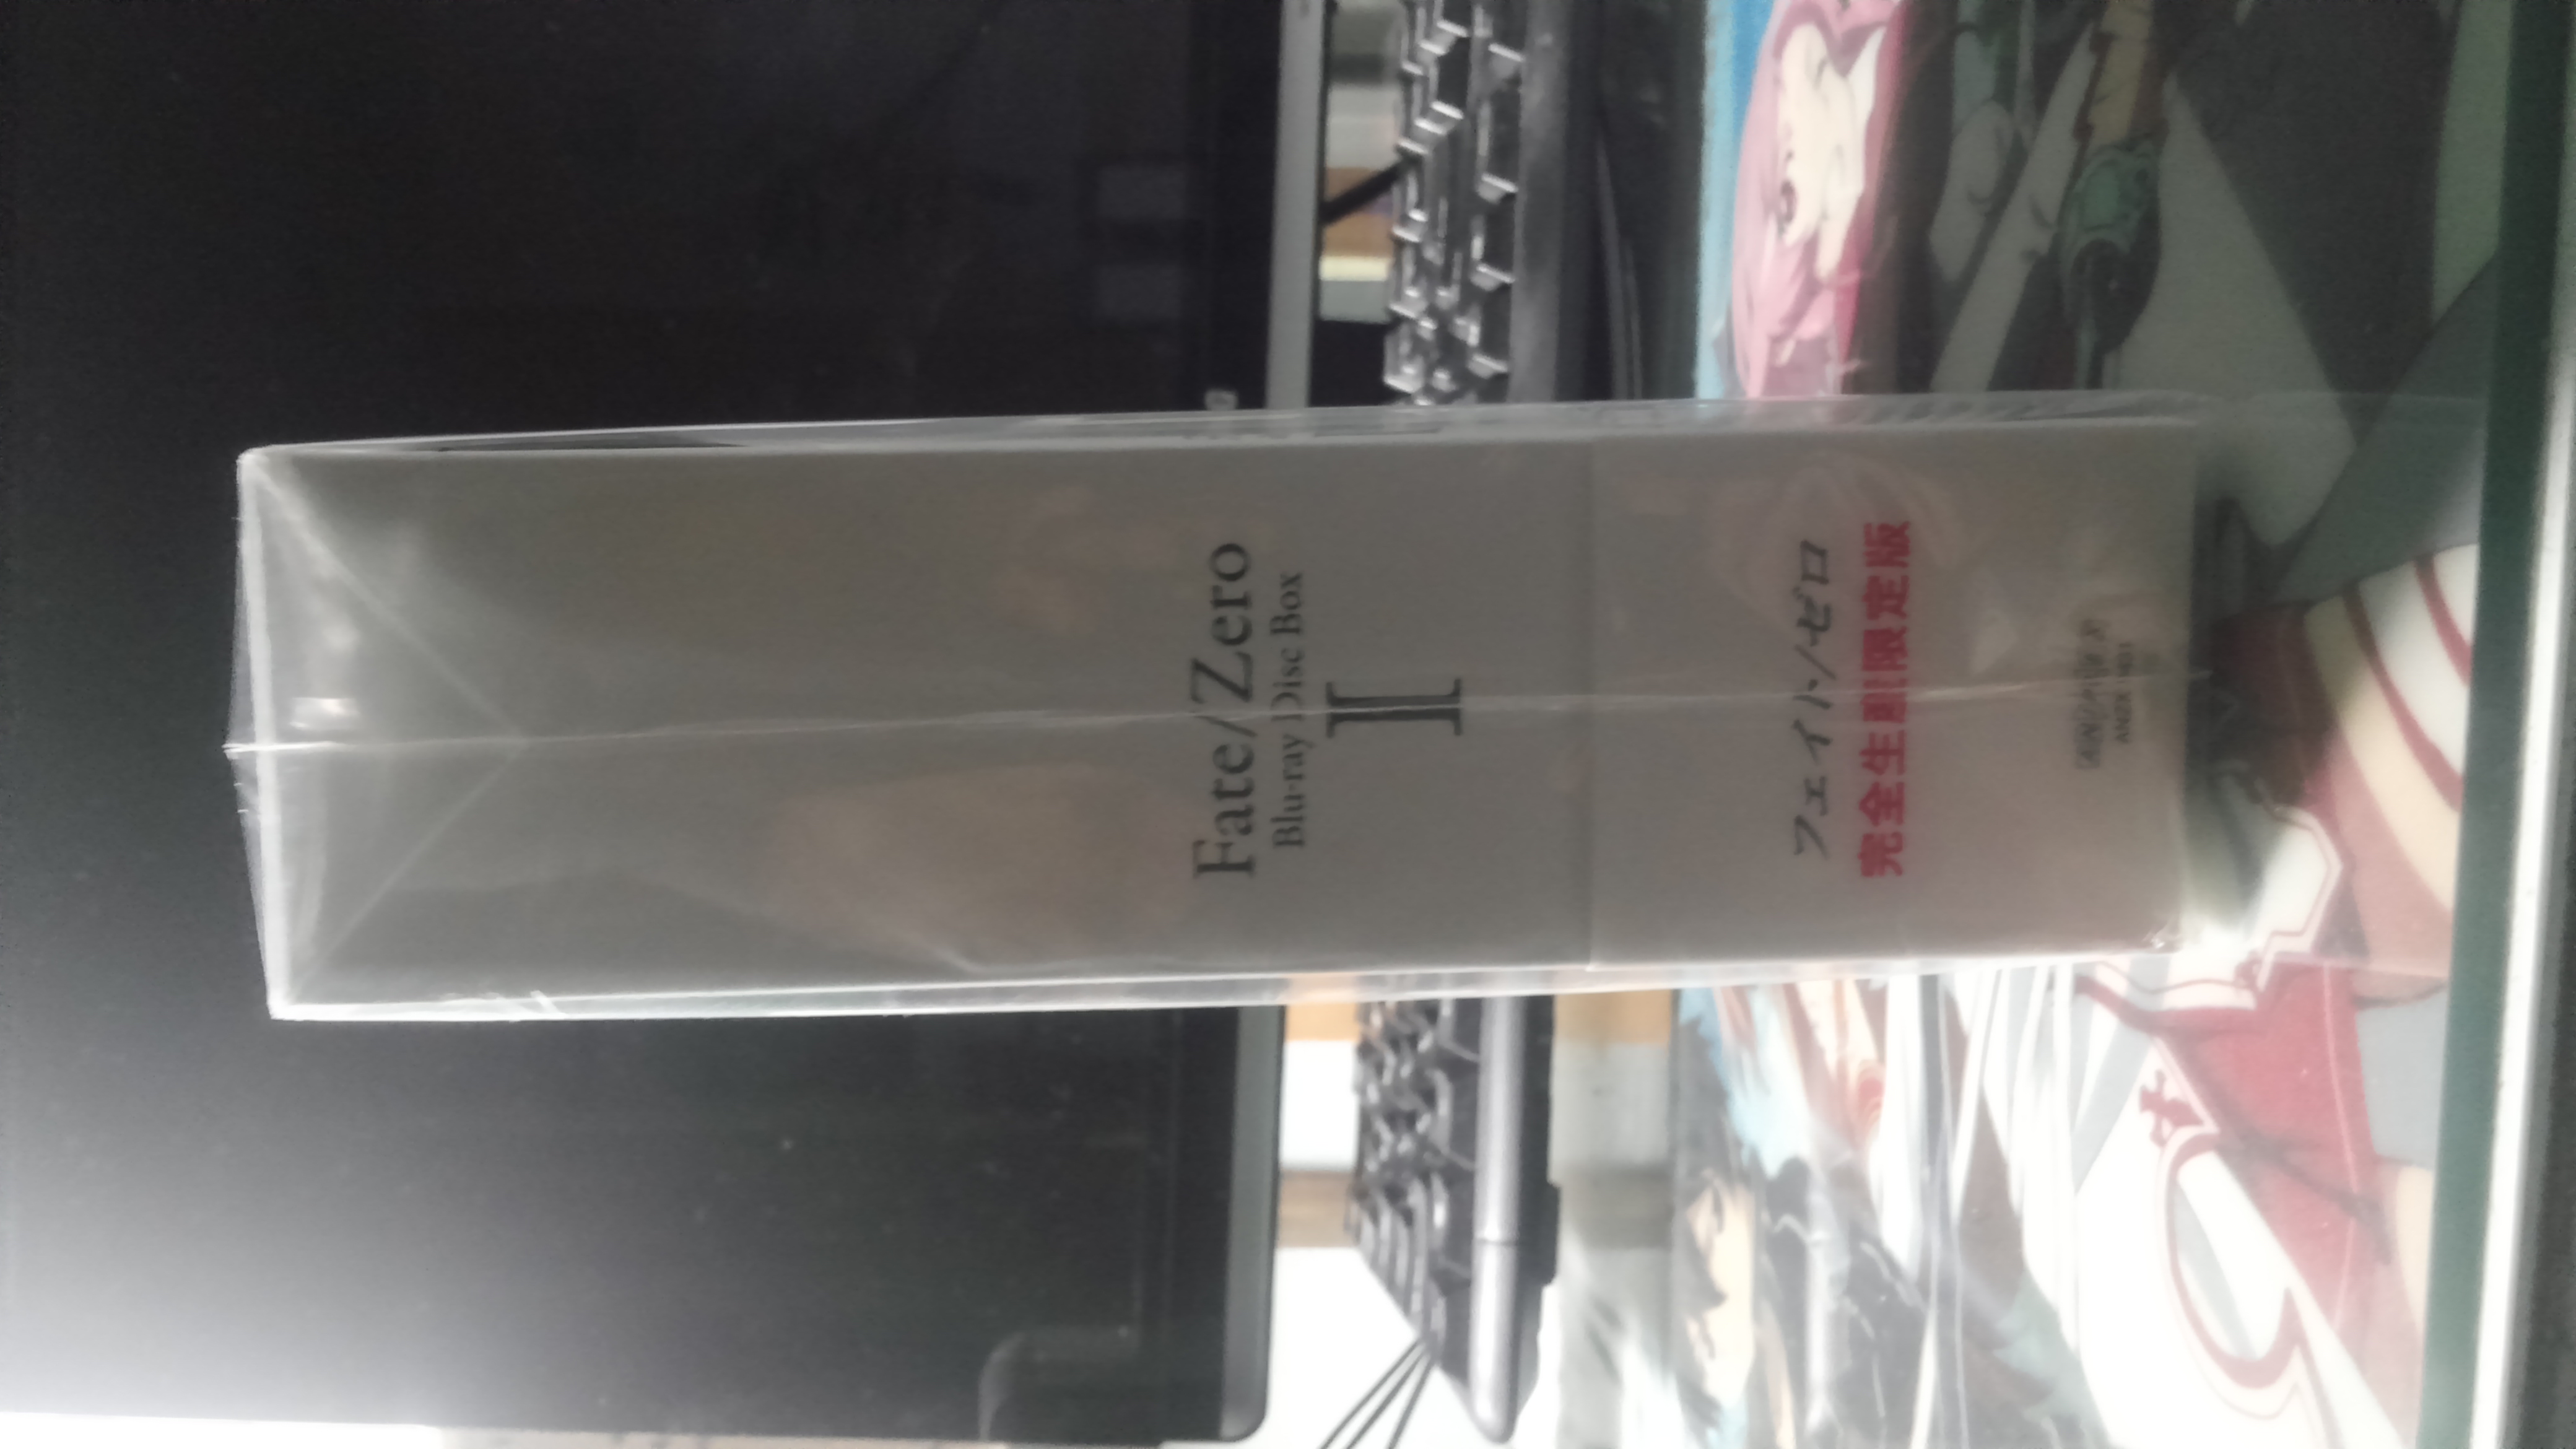 Fate/Zero
Blu-ray Disc Box
II
フェイト/ゼロ
完全生産限定版